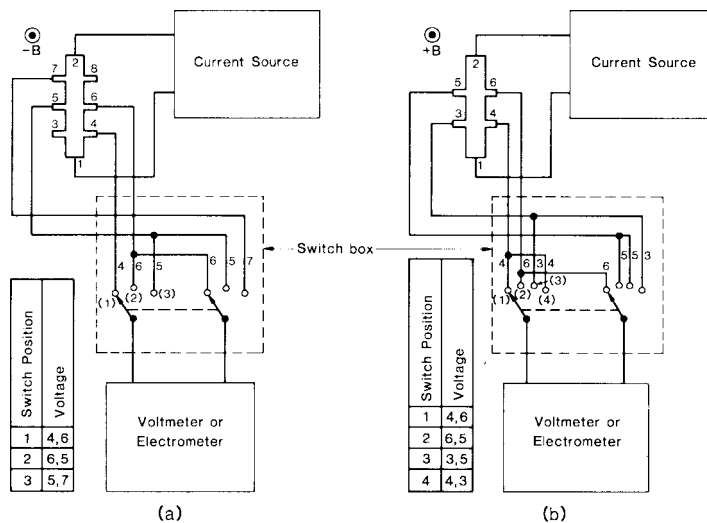 −B
2
Current Source
7
8
5
6
3
4
1
4
6
5
6
5
7
(1)
(2)
(3)
Switch Position
Voltage
1 4,6
2 6,5
3 5,7
Voltmeter or
Electrometer
(a)
Switch box
+B
2
Current Source
5
6
3
4
1
4
6
3
4
6
5
5
3
(1)
(2)
(3)
(4)
Switch Position
Voltage
1 4,6
2 6,5
3 3,5
4 4,3
Voltmeter or
Electrometer
(b)